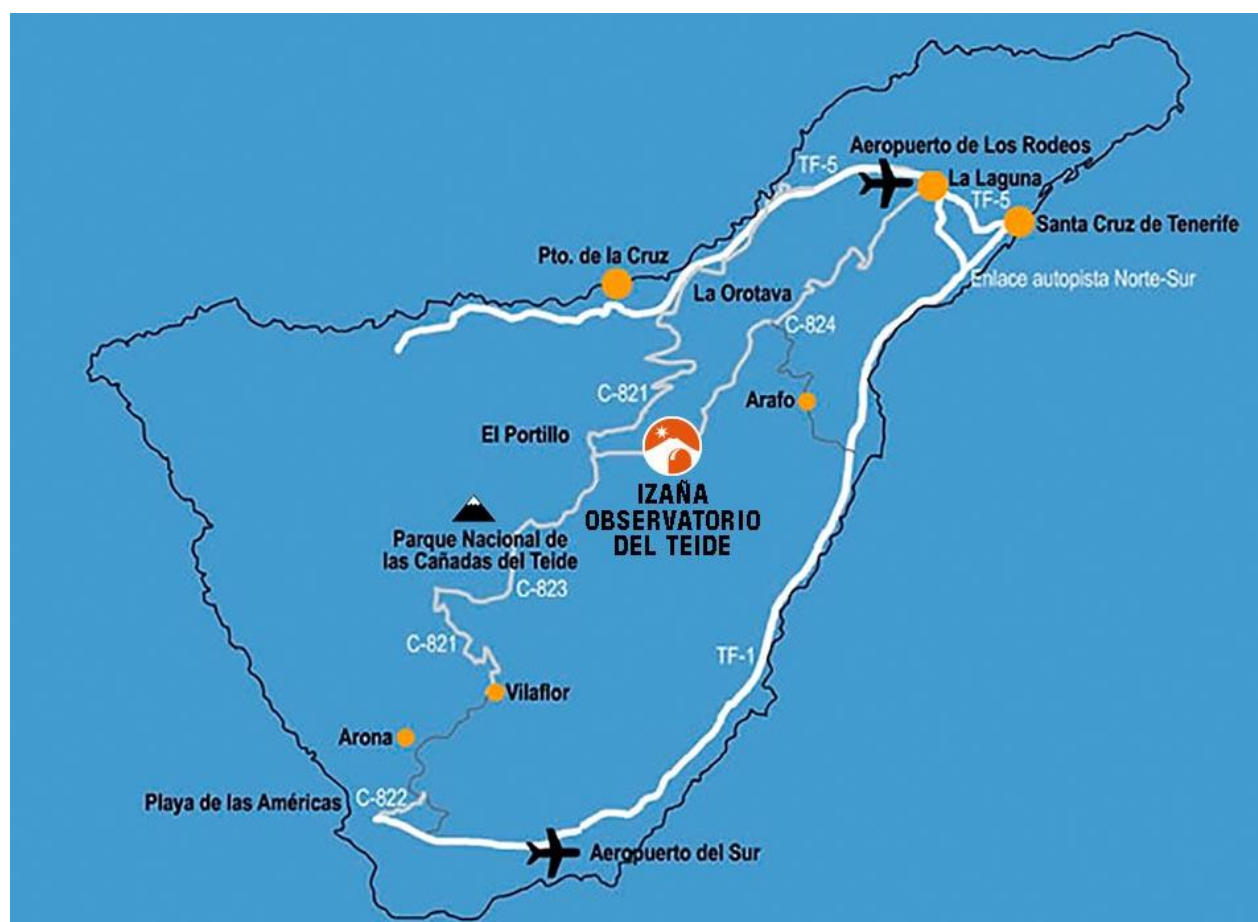 Aeropuerto de Los Rodeos
TF-5
La Laguna
TF-5
Santa Cruz de Tenerife
Pto. de la Cruz
Enlace autopista Norte-Sur
La Orotava
C-824
C-821
Arafo
El Portillo
IZAÑA
OBSERVATORIO
DEL TEIDE
Parque Nacional de
las Cañadas del Teide
C-823
C-821
TF-1
Vilaflor
Arona
Playa de las Américas
C-822
Aeropuerto del Sur